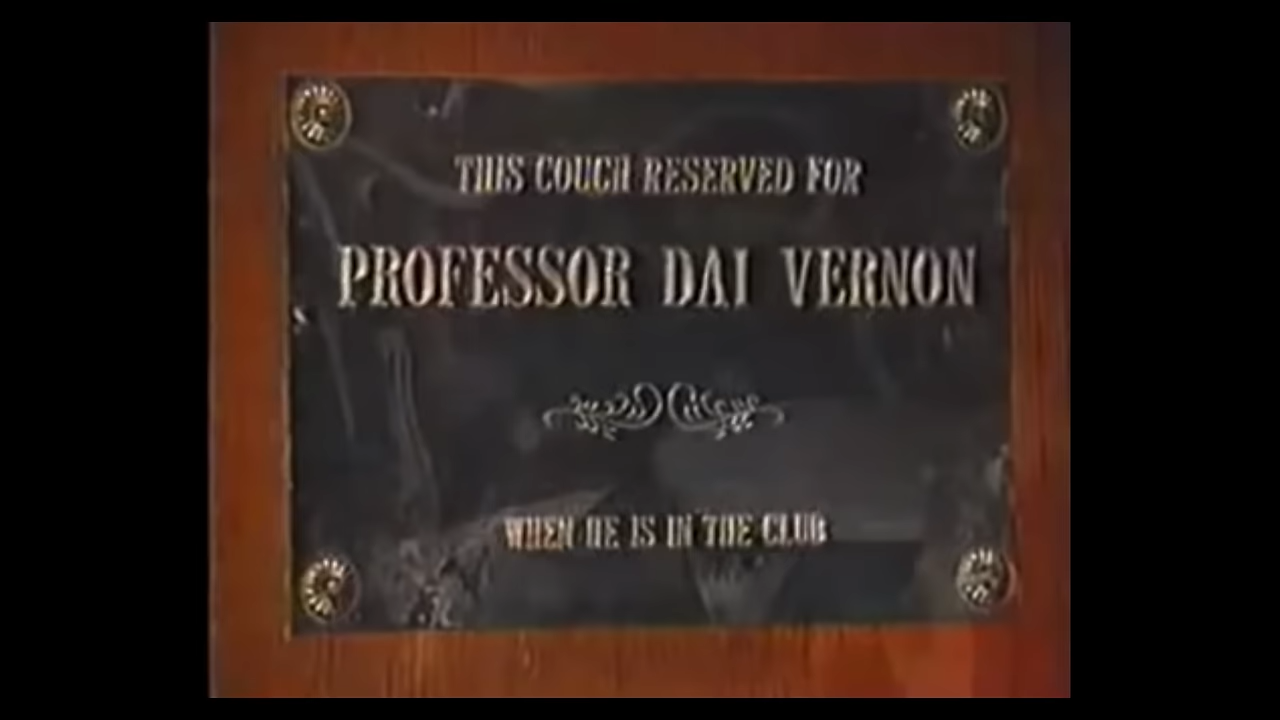 THIS COUCH RESERVED FOR
PROFESSOR DAI VERNON
WHEN HE IS IN THE CLUB